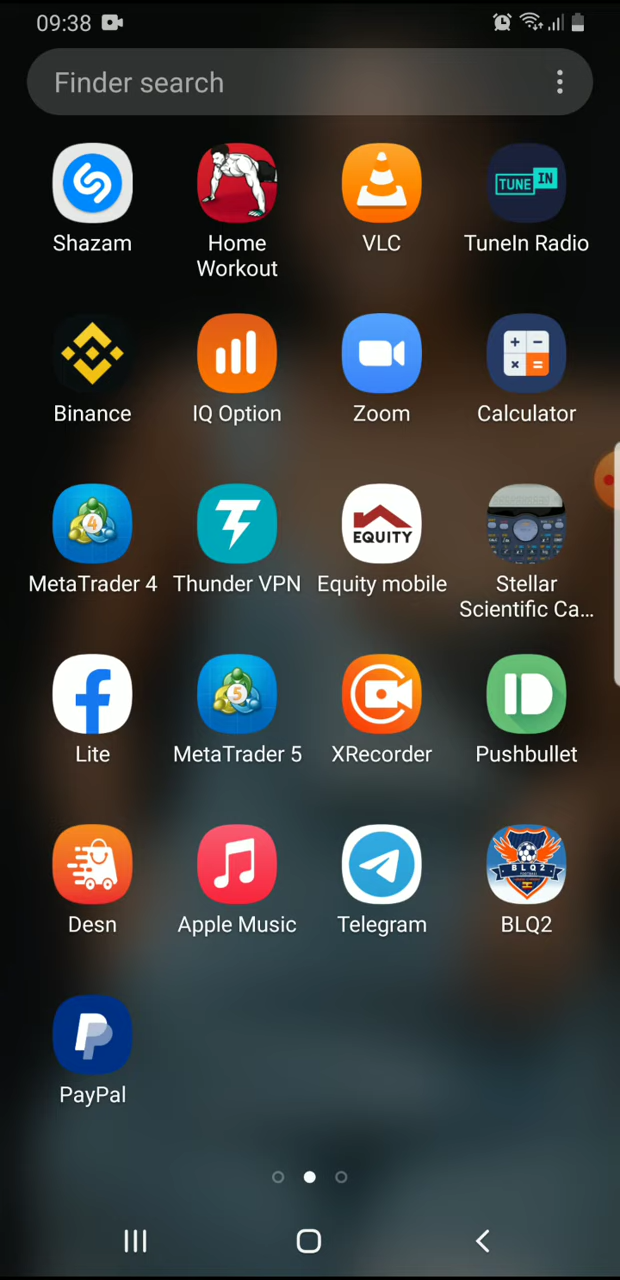 09:38
Finder search
TUNE IN
Shazam
Home
Workout
VLC
TuneIn Radio
Binance
IQ Option
Zoom
Calculator
4
EQUITY
MetaTrader 4
Thunder VPN
Equity mobile
Stellar
Scientific Ca...
5
Lite
MetaTrader 5
XRecorder
Pushbullet
BLQ2
Desn
Apple Music
Telegram
BLQ2
PayPal